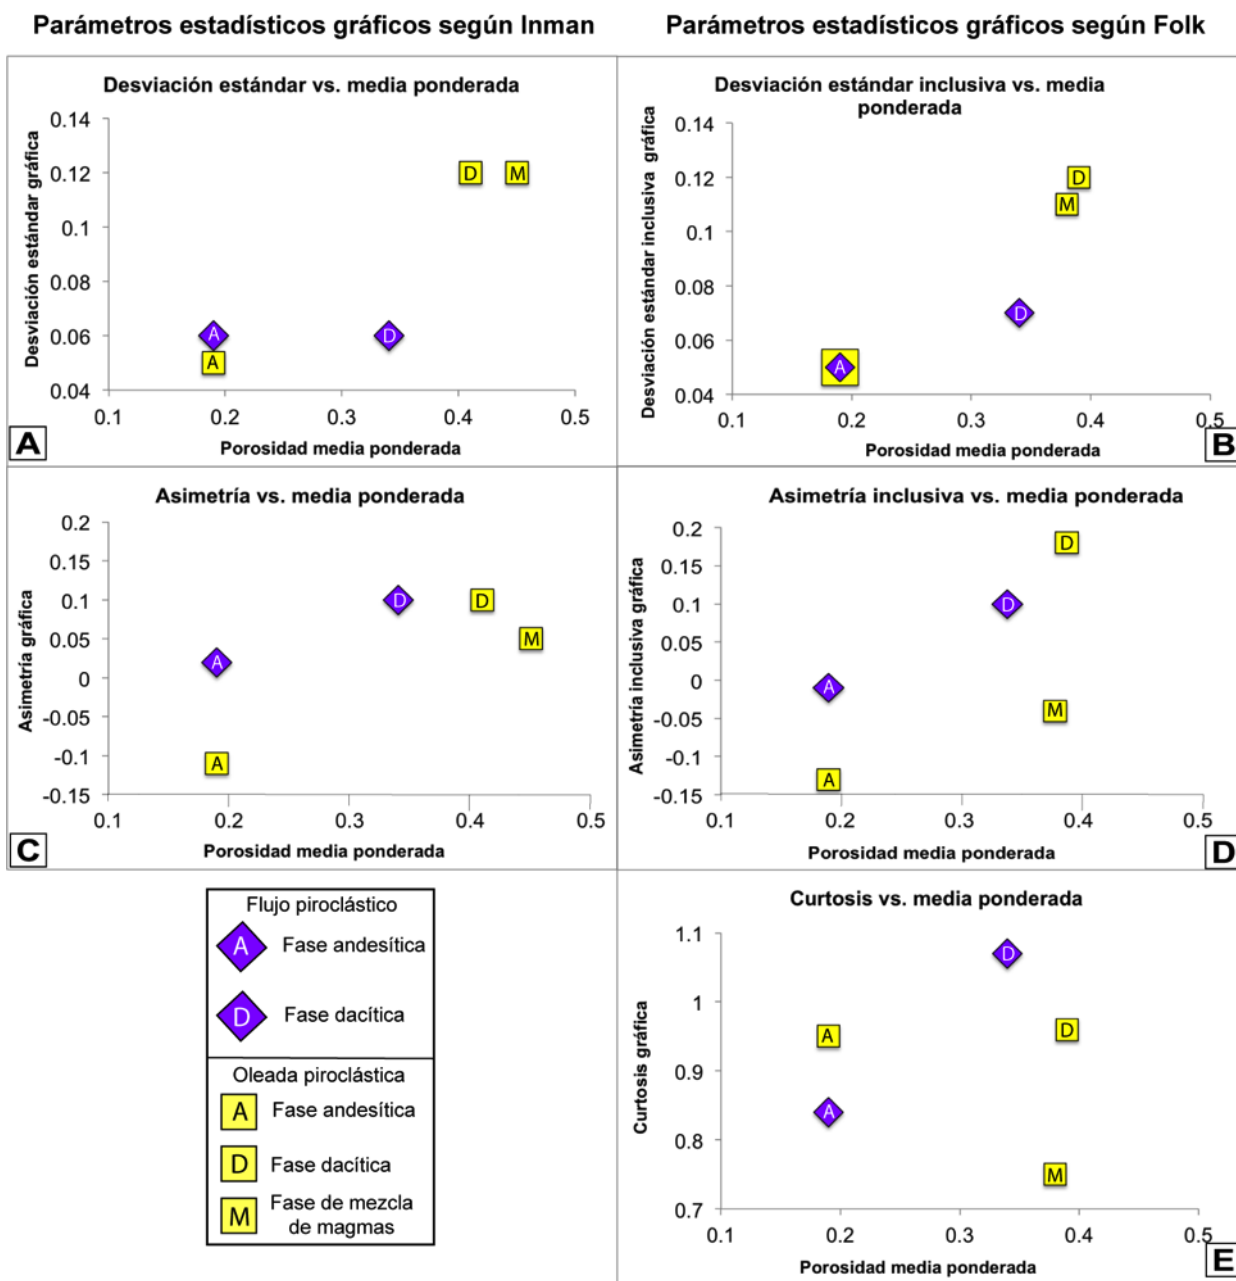 Parámetros estadísticos gráficos según Inman
Parámetros estadísticos gráficos según Folk
Desviación estándar vs. media ponderada
Desviación estándar gráfica
0.14
0.12
0.1
0.08
0.06
0.04
D
M
A
D
A
0.1
0.2
0.3
0.4
0.5
Porosidad media ponderada
A
Desviación estándar inclusiva vs. media
ponderada
Desviación estándar inclusiva gráfica
0.14
0.12
0.1
0.08
0.06
0.04
D
M
D
A
0.1
0.2
0.3
0.4
0.5
Porosidad media ponderada
B
Asimetría vs. media ponderada
Asimetría gráfica
0.2
0.15
0.1
0.05
0
-0.05
-0.1
-0.15
D
D
M
A
A
0.1
0.2
0.3
0.4
0.5
Porosidad media ponderada
C
Asimetría inclusiva vs. media ponderada
Asimetría inclusiva gráfica
0.2
0.15
0.1
0.05
0
-0.05
-0.1
-0.15
D
D
A
M
A
0.1
0.2
0.3
0.4
0.5
Porosidad media ponderada
D
Flujo piroclástico
A Fase andesítica
D Fase dacítica
Oleada piroclástica
A Fase andesítica
D Fase dacítica
M Fase de mezcla
de magmas
Curtosis vs. media ponderada
Curtosis gráfica
1.1
1
0.9
0.8
0.7
D
A
D
A
M
0.1
0.2
0.3
0.4
0.5
Porosidad media ponderada
E